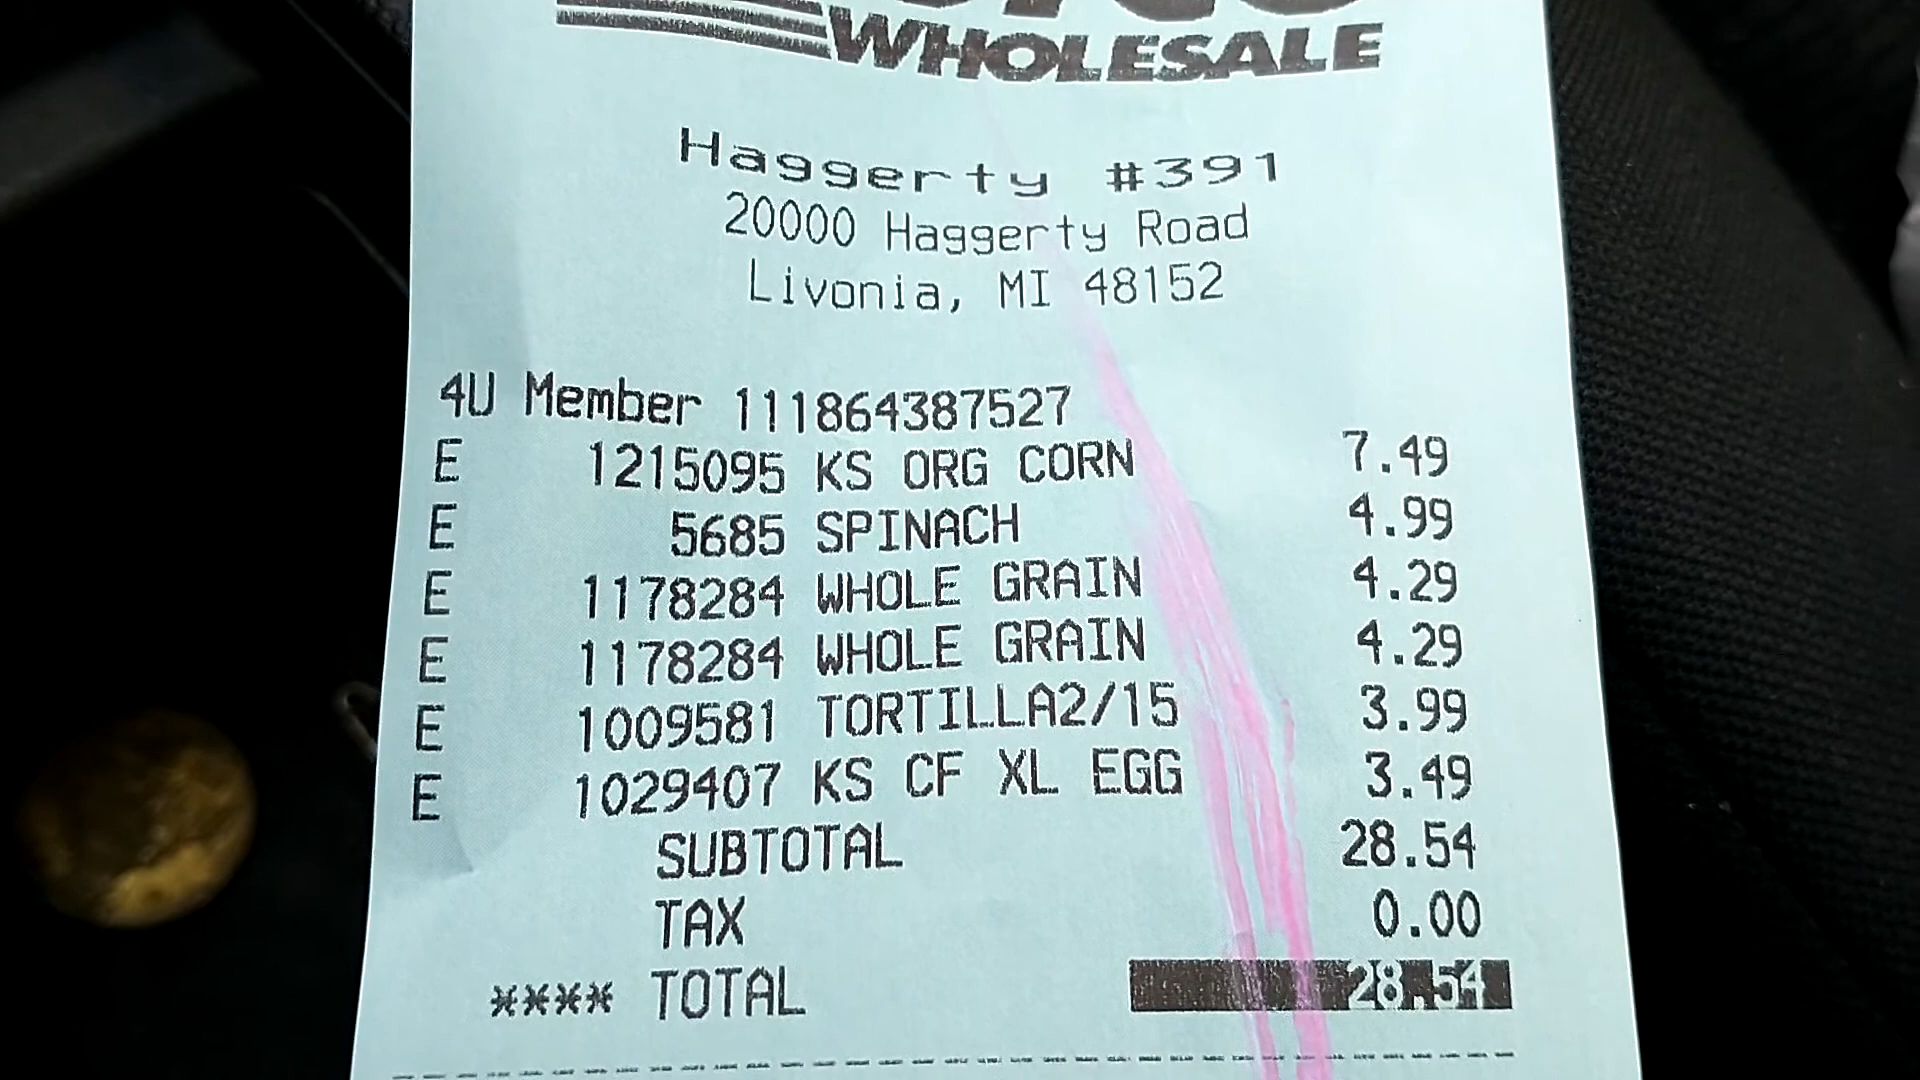 WHOLESALE
Haggerty #391
20000 Haggerty Road
Livonia, MI 48152
4U Member 111864387527
E 1215095 KS ORG CORN 7.49
E 5685 SPINACH 4.99
E 1178284 WHOLE GRAIN 4.29
E 1178284 WHOLE GRAIN 4.29
E 1009581 TORTILLA2/15 3.99
E 1029407 KS CF XL EGG 3.49
SUBTOTAL 28.54
TAX 0.00
**** TOTAL 28.54